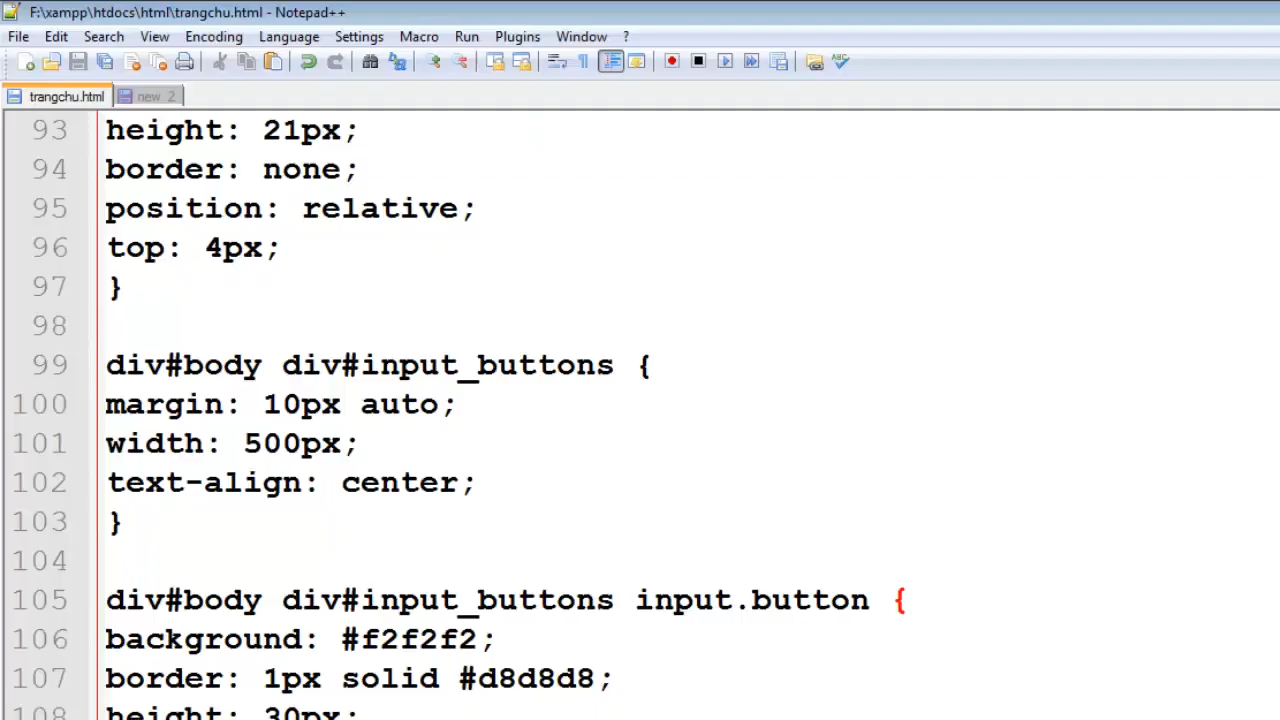 F:\xampp\htdocs\html\trangchu.html - Notepad++
File Edit Search View Encoding Language Settings Macro Run Plugins Window ?
trangchu.html new 2
93 height: 21px;
94 border: none;
95 position: relative;
96 top: 4px;
97 }
98
99 div#body div#input_buttons {
100 margin: 10px auto;
101 width: 500px;
102 text-align: center;
103 }
104
105 div#body div#input_buttons input.button {
106 background: #f2f2f2;
107 border: 1px solid #d8d8d8;
108 height: 30px;